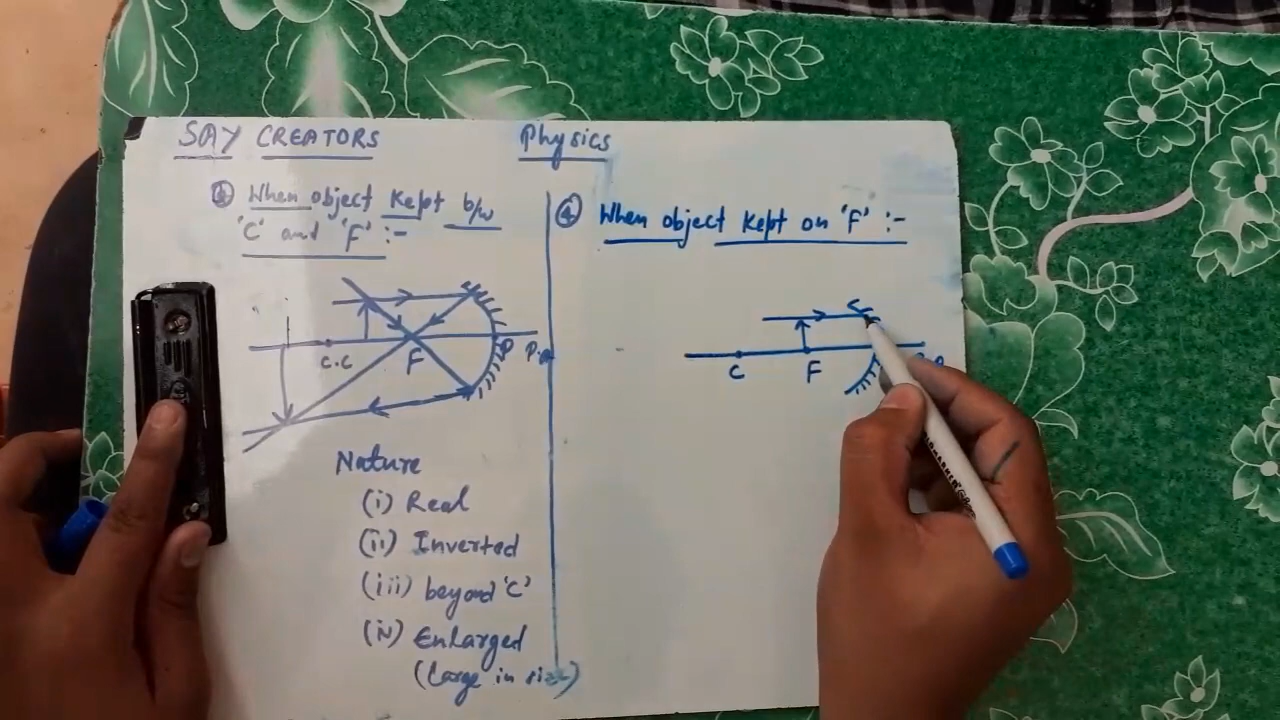 SAY CREATORS
Physics
③ When object kept b/w
'C' and 'F' :-
C.C
F
P
P.A
Nature
(i) Real
(ii) Inverted
(iii) beyond 'C'
(iv) Enlarged
(Large in size)
④ When object kept on 'F' :-
C
F